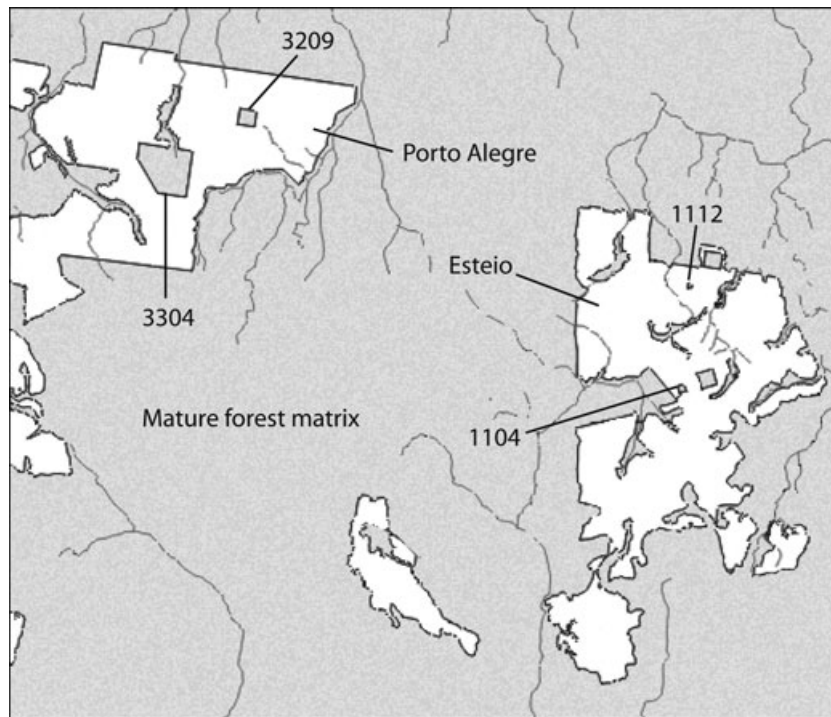 3209
Porto Alegre
1112
Esteio
3304
Mature forest matrix
1104